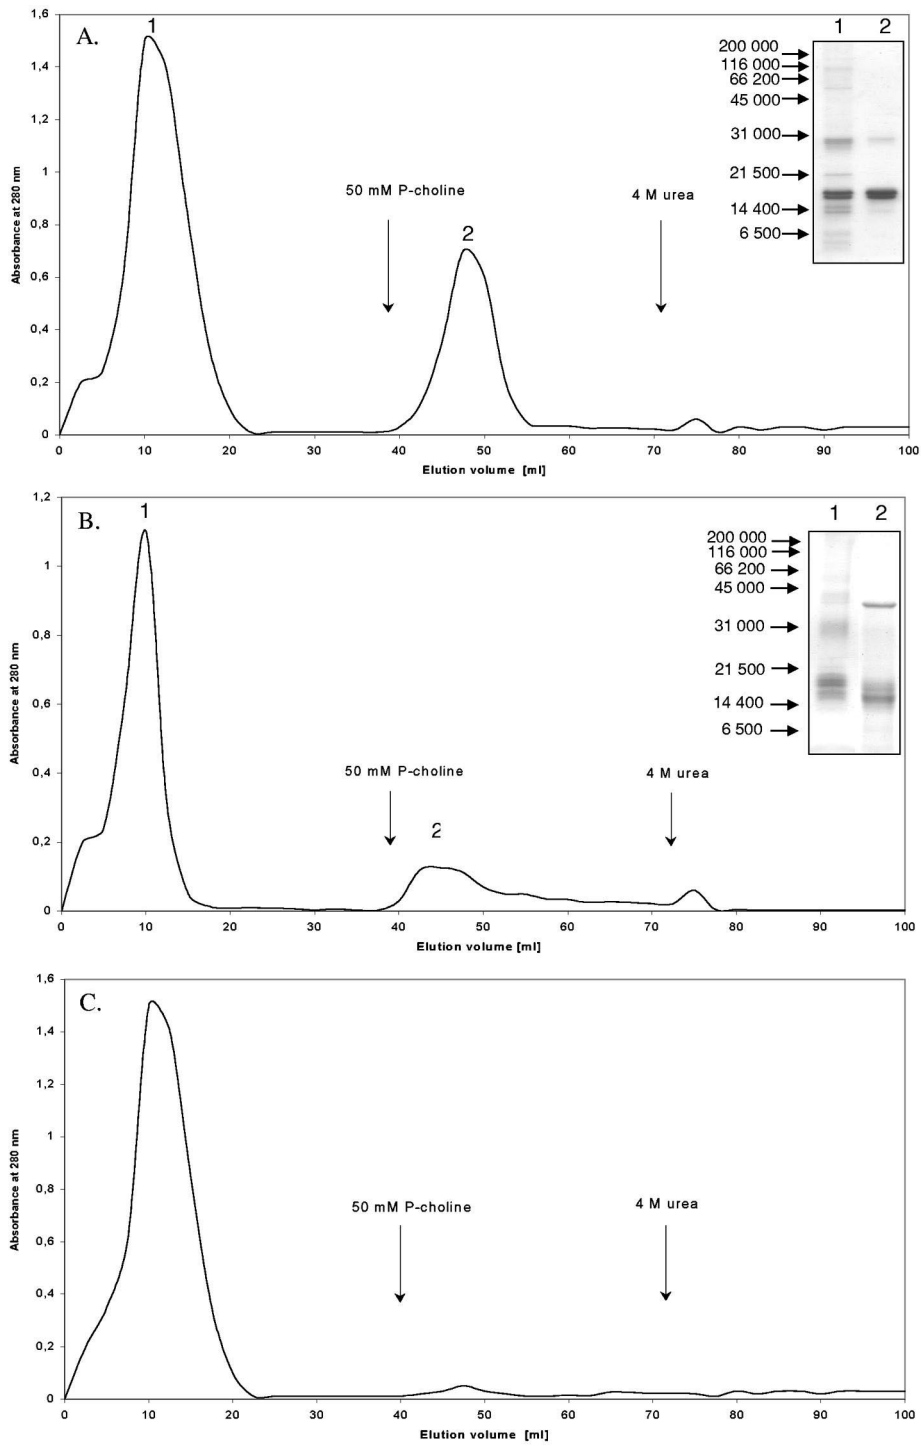 A.
1
2
50 mM P-choline
4 M urea
1,6
1,4
1,2
1
0,8
0,6
0,4
0,2
0
Absorbance at 280 nm
0 10 20 30 40 50 60 70 80 90 100
Elution volume [ml]
1 2
200 000
116 000
66 200
45 000
31 000
21 500
14 400
6 500
B.
1
2
50 mM P-choline
4 M urea
1,2
1
0,8
0,6
0,4
0,2
0
Absorbance at 280 nm
0 10 20 30 40 50 60 70 80 90 100
Elution volume [ml]
1 2
200 000
116 000
66 200
45 000
31 000
21 500
14 400
6 500
C.
50 mM P-choline
4 M urea
1,6
1,4
1,2
1
0,8
0,6
0,4
0,2
0
Absorbance at 280 nm
0 10 20 30 40 50 60 70 80 90 100
Elution volume [ml]